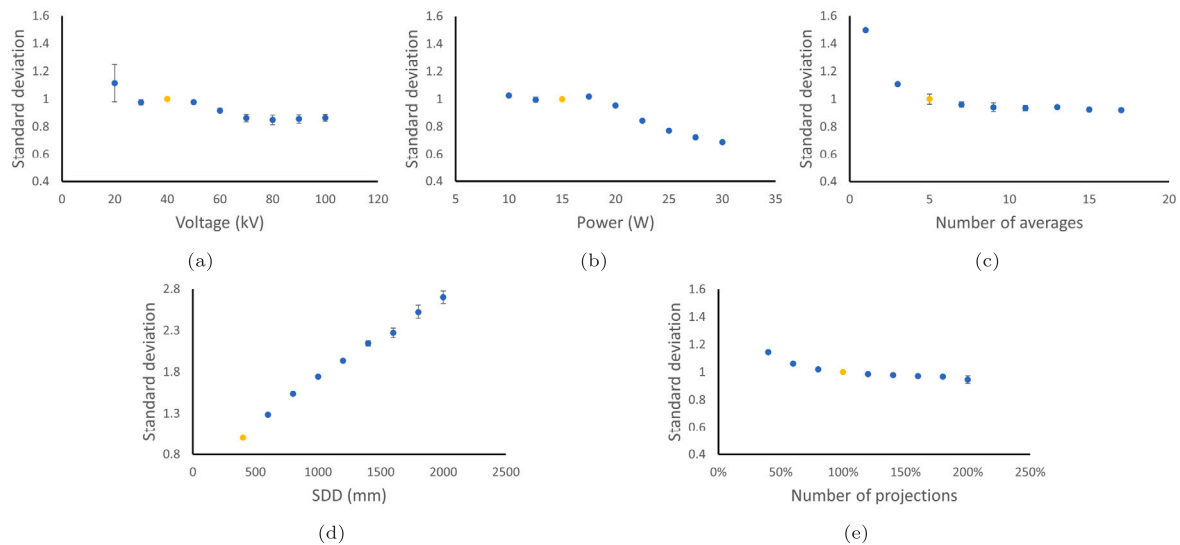 1.6
1.4
1.2
1
0.8
0.6
0.4
Standard deviation
0 20 40 60 80 100 120
Voltage (kV)
(a)
1.6
1.4
1.2
1
0.8
0.6
0.4
Standard deviation
5 10 15 20 25 30 35
Power (W)
(b)
1.6
1.4
1.2
1
0.8
0.6
0.4
Standard deviation
0 5 10 15 20
Number of averages
(c)
2.8
2.3
1.8
1.3
0.8
Standard deviation
0 500 1000 1500 2000 2500
SDD (mm)
(d)
1.6
1.4
1.2
1
0.8
0.6
0.4
Standard deviation
0% 50% 100% 150% 200% 250%
Number of projections
(e)